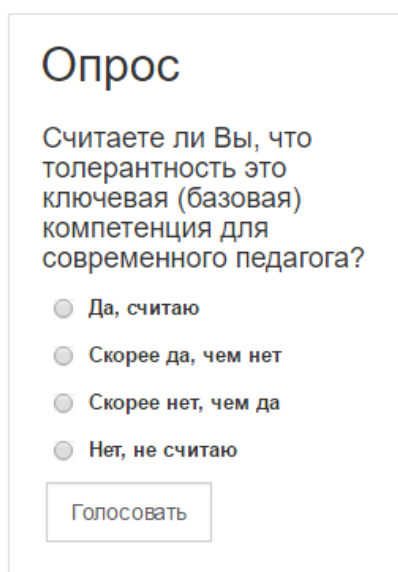 Опрос
Считаете ли Вы, что
толерантность это
ключевая (базовая)
компетенция для
современного педагога?
Да, считаю
Скорее да, чем нет
Скорее нет, чем да
Нет, не считаю
Голосовать